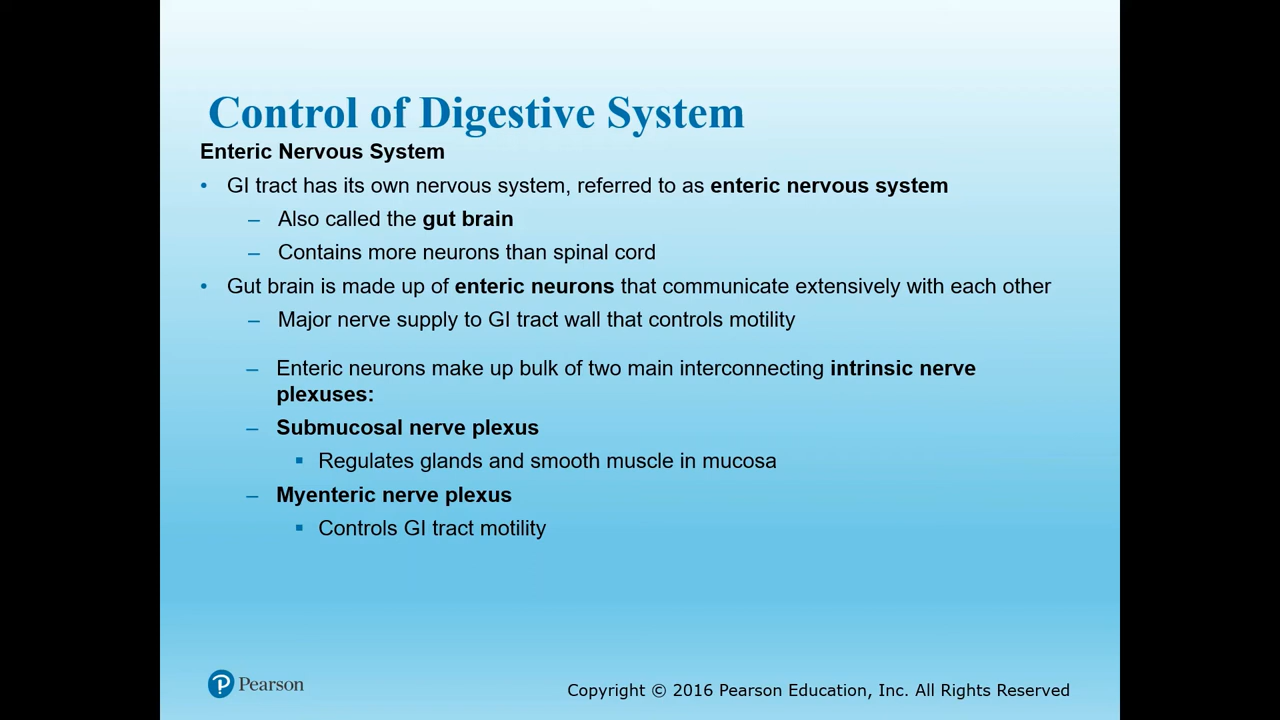 Control of Digestive System
Enteric Nervous System
• GI tract has its own nervous system, referred to as enteric nervous system
– Also called the gut brain
– Contains more neurons than spinal cord
• Gut brain is made up of enteric neurons that communicate extensively with each other
– Major nerve supply to GI tract wall that controls motility
– Enteric neurons make up bulk of two main interconnecting intrinsic nerve
plexuses:
– Submucosal nerve plexus
▪ Regulates glands and smooth muscle in mucosa
– Myenteric nerve plexus
▪ Controls GI tract motility
P Pearson
Copyright © 2016 Pearson Education, Inc. All Rights Reserved